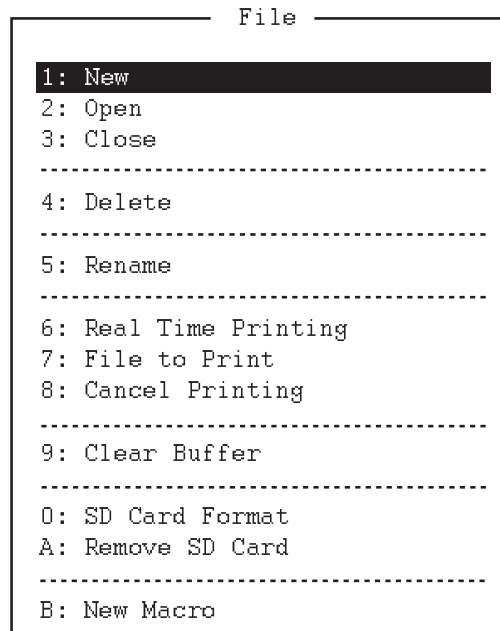 File
1: New
2: Open
3: Close
4: Delete
5: Rename
6: Real Time Printing
7: File to Print
8: Cancel Printing
9: Clear Buffer
0: SD Card Format
A: Remove SD Card
B: New Macro